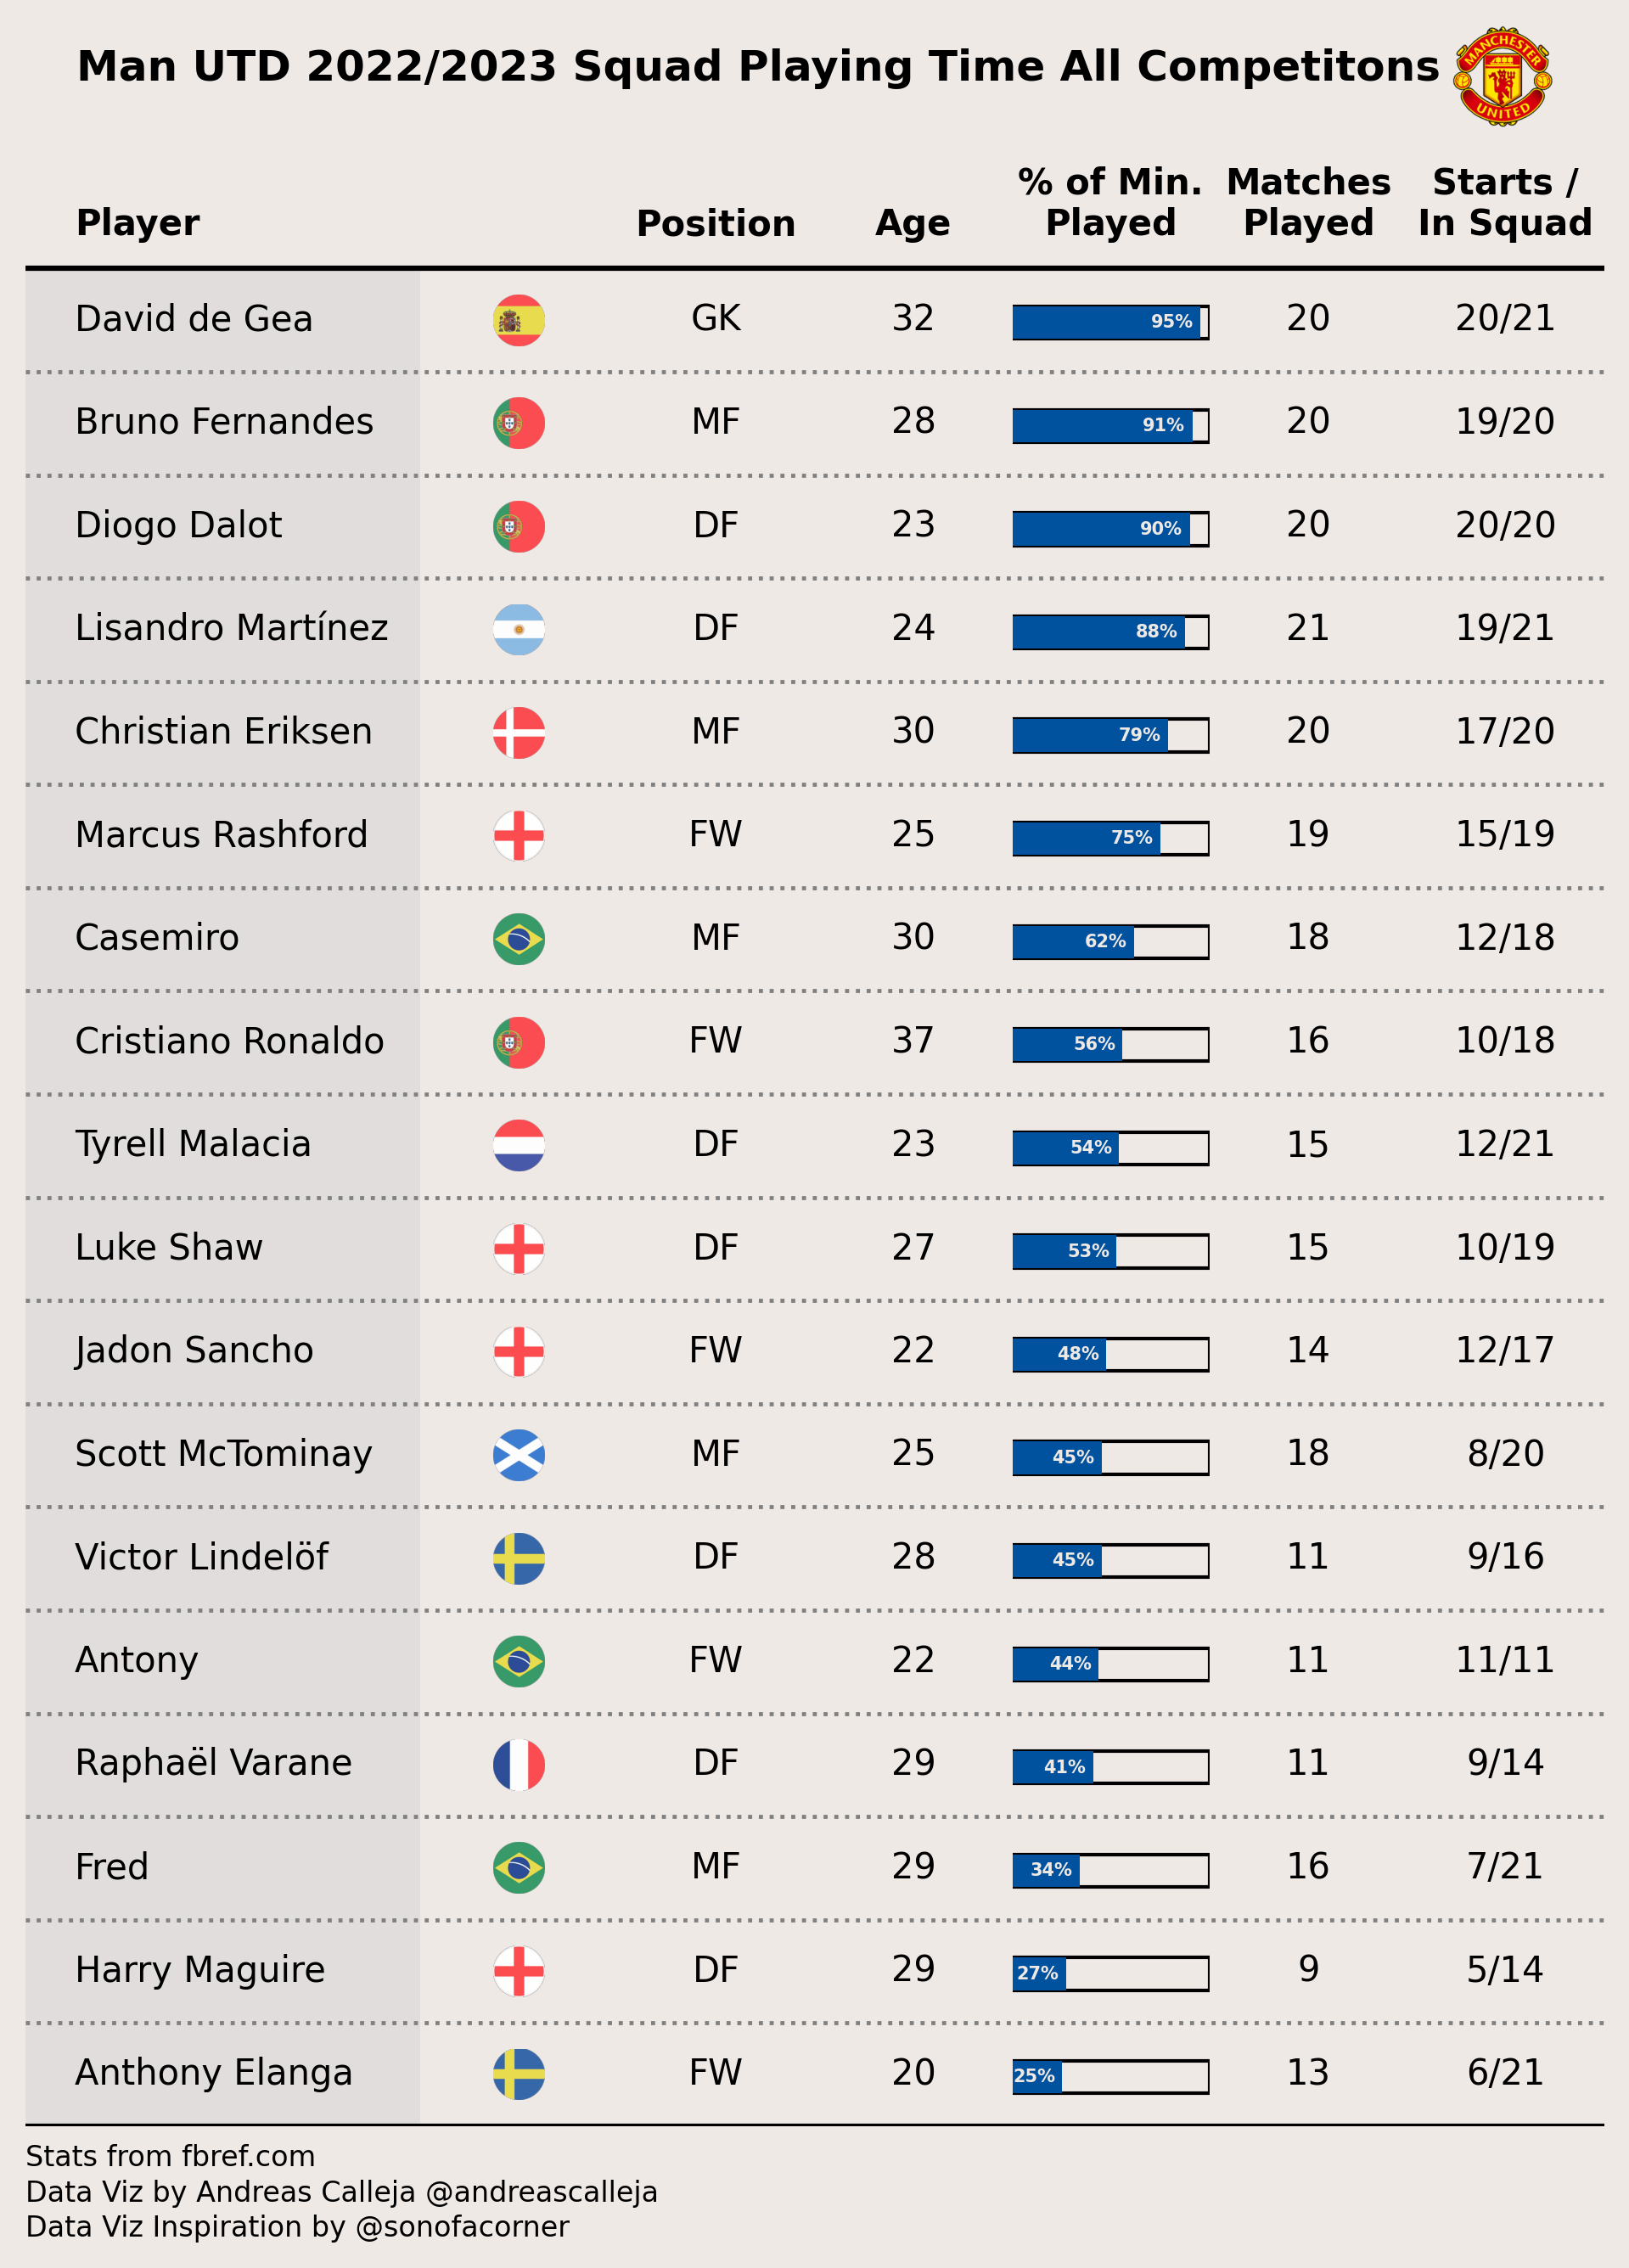 Man UTD 2022/2023 Squad Playing Time All Competitons
MANCHESTER
UNITED
Player Position Age % of Min. Played Matches Played Starts / In Squad
David de Gea GK 32 95% 20 20/21
Bruno Fernandes MF 28 91% 20 19/20
Diogo Dalot DF 23 90% 20 20/20
Lisandro Martínez DF 24 88% 21 19/21
Christian Eriksen MF 30 79% 20 17/20
Marcus Rashford FW 25 75% 19 15/19
Casemiro MF 30 62% 18 12/18
Cristiano Ronaldo FW 37 56% 16 10/18
Tyrell Malacia DF 23 54% 15 12/21
Luke Shaw DF 27 53% 15 10/19
Jadon Sancho FW 22 48% 14 12/17
Scott McTominay MF 25 45% 18 8/20
Victor Lindelöf DF 28 45% 11 9/16
Antony FW 22 44% 11 11/11
Raphaël Varane DF 29 41% 11 9/14
Fred MF 29 34% 16 7/21
Harry Maguire DF 29 27% 9 5/14
Anthony Elanga FW 20 25% 13 6/21
Stats from fbref.com
Data Viz by Andreas Calleja @andreascalleja
Data Viz Inspiration by @sonofacorner